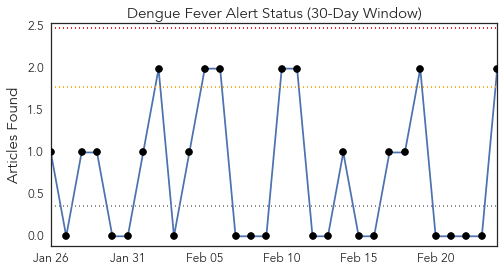 Dengue Fever Alert Status (30-Day Window)
Articles Found
2.5
2.0
1.5
1.0
0.5
0.0
Jan 26 Jan 31 Feb 05 Feb 10 Feb 15 Feb 20